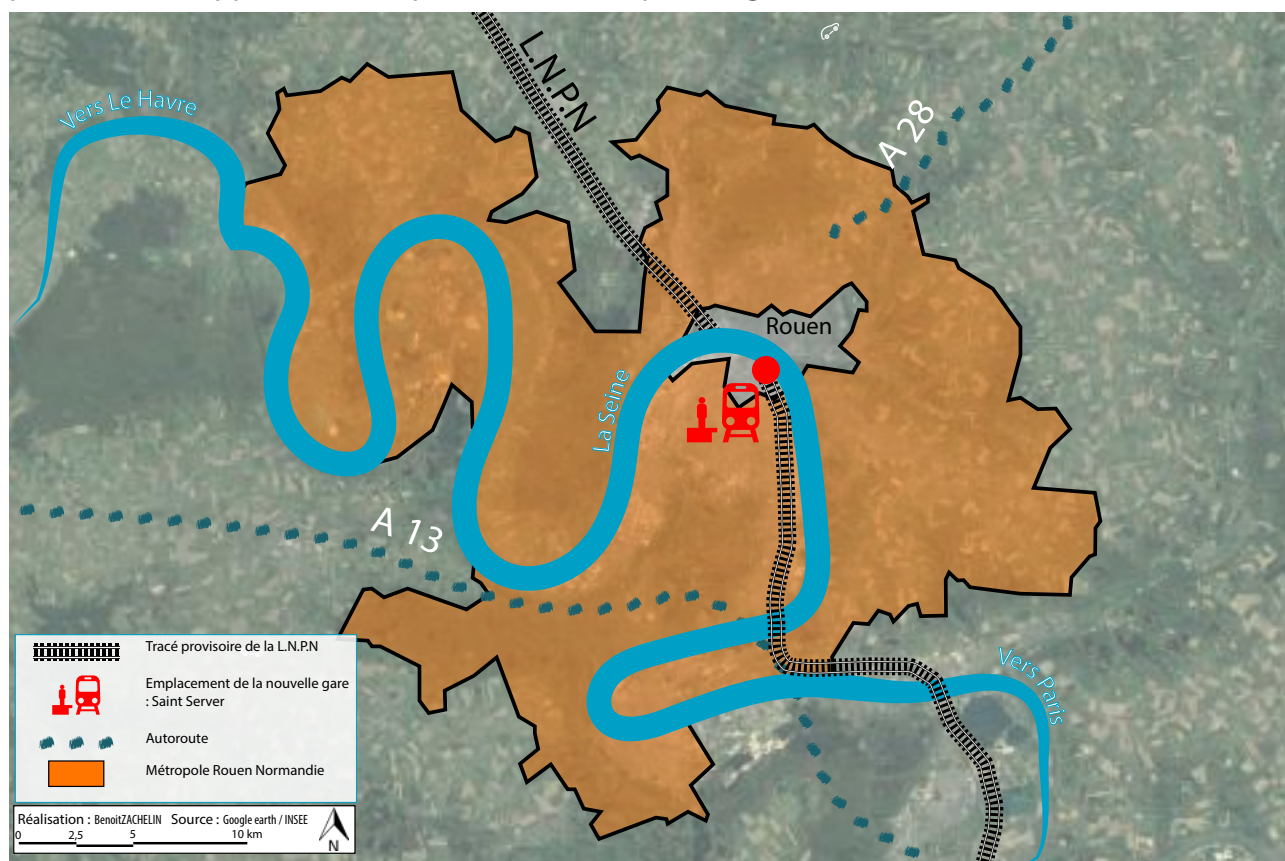 Vers Le Havre
L.N.P.N
A 28
Rouen
La Seine
A 13
Vers Paris
Tracé provisoire de la L.N.P.N
Emplacement de la nouvelle gare
: Saint Server
Autoroute
Métropole Rouen Normandie
Réalisation : BenoitZACHELIN Source : Google earth / INSEE
0 2,5 5 10 km
N